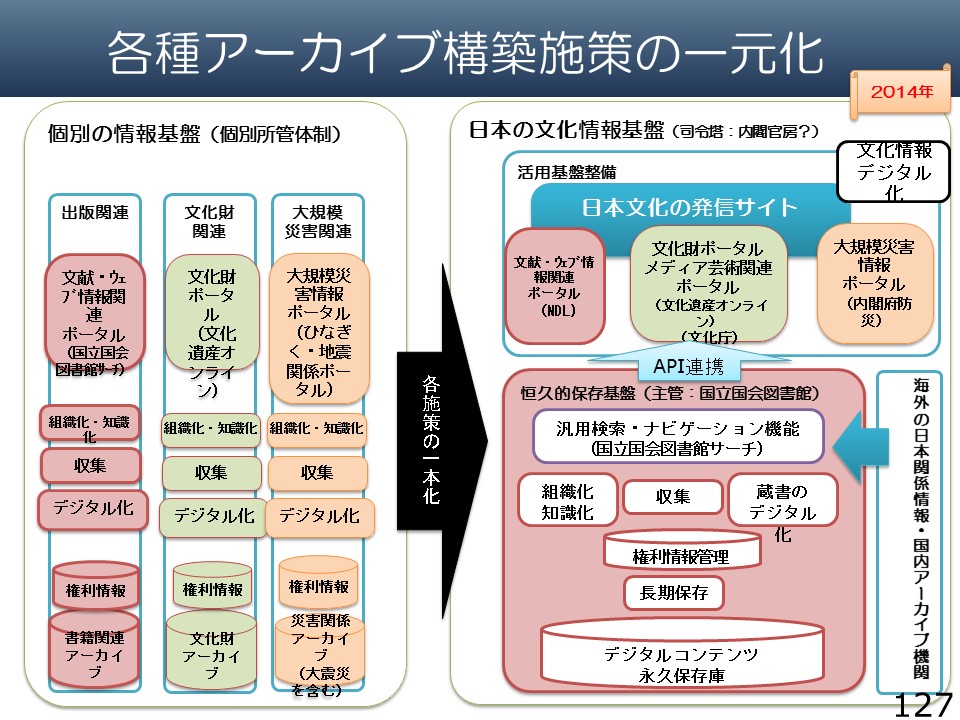 各種アーカイブ構築施策の一元化
2014年
個別の情報基盤（個別所管体制）
出版関連
文献・ウェ
ブ情報関
連
ポータル
（国立国会
図書館サーチ）
組織化・知識
化
収集
デジタル化
権利情報
書籍関連
アーカイ
ブ
文化財
関連
文化財
ポータ
ル
（文化
遺産オ
ンライ
ン）
組織化・知識化
収集
デジタル化
権利情報
文化財
アーカイ
ブ
大規模
災害関連
大規模災
害情報
ポータル
（ひなぎ
く・地震
関係ポー
タル）
組織化・知識化
収集
デジタル化
権利情報
災害関係
アーカイ
ブ
（大震災
を含む）
各施策の一本化
日本の文化情報基盤（司令塔：内閣官房？）
文化情報
デジタル
化
活用基盤整備
日本文化の発信サイト
文献・ウェブ情
報関連
ポータル
（NDL）
文化財ポータル
メディア芸術関連
ポータル
（文化遺産オンライ
ン）
（文化庁）
大規模災害
情報
ポータル
（内閣府防
災）
API連携
恒久的保存基盤（主管：国立国会図書館）
汎用検索・ナビゲーション機能
（国立国会図書館サーチ）
組織化
知識化
収集
蔵書の
デジタル
化
権利情報管理
長期保存
デジタルコンテンツ
永久保存庫
海外の日本関係情報・国内アーカイブ機関
127